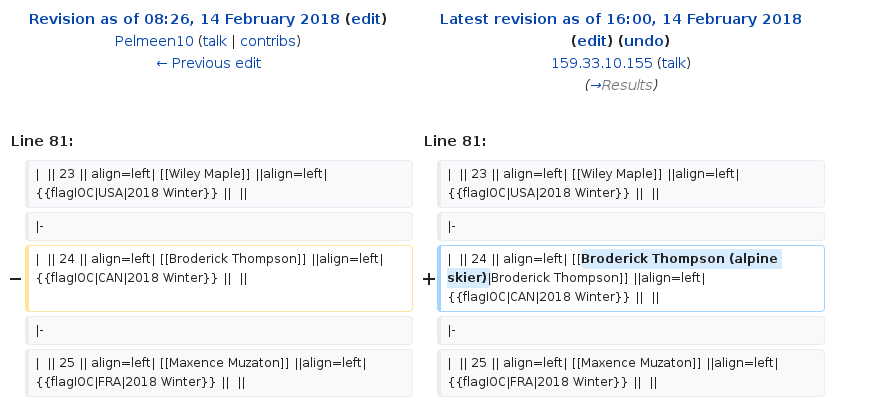 Revision as of 08:26, 14 February 2018 (edit)
Pelmeen10 (talk | contribs)
← Previous edit
Latest revision as of 16:00, 14 February 2018
(edit) (undo)
159.33.10.155 (talk)
(→Results)
Line 81:
Line 81:
| || 23 || align=left| [[Wiley Maple]] ||align=left|
{{flagIOC|USA|2018 Winter}} || ||
| || 23 || align=left| [[Wiley Maple]] ||align=left|
{{flagIOC|USA|2018 Winter}} || ||
|-
|-
− | || 24 || align=left| [[Broderick Thompson]] ||align=left|
{{flagIOC|CAN|2018 Winter}} || ||
+ | || 24 || align=left| [[Broderick Thompson (alpine
skier)|Broderick Thompson]] ||align=left|
{{flagIOC|CAN|2018 Winter}} || ||
|-
|-
| || 25 || align=left| [[Maxence Muzaton]] ||align=left|
{{flagIOC|FRA|2018 Winter}} || ||
| || 25 || align=left| [[Maxence Muzaton]] ||align=left|
{{flagIOC|FRA|2018 Winter}} || ||